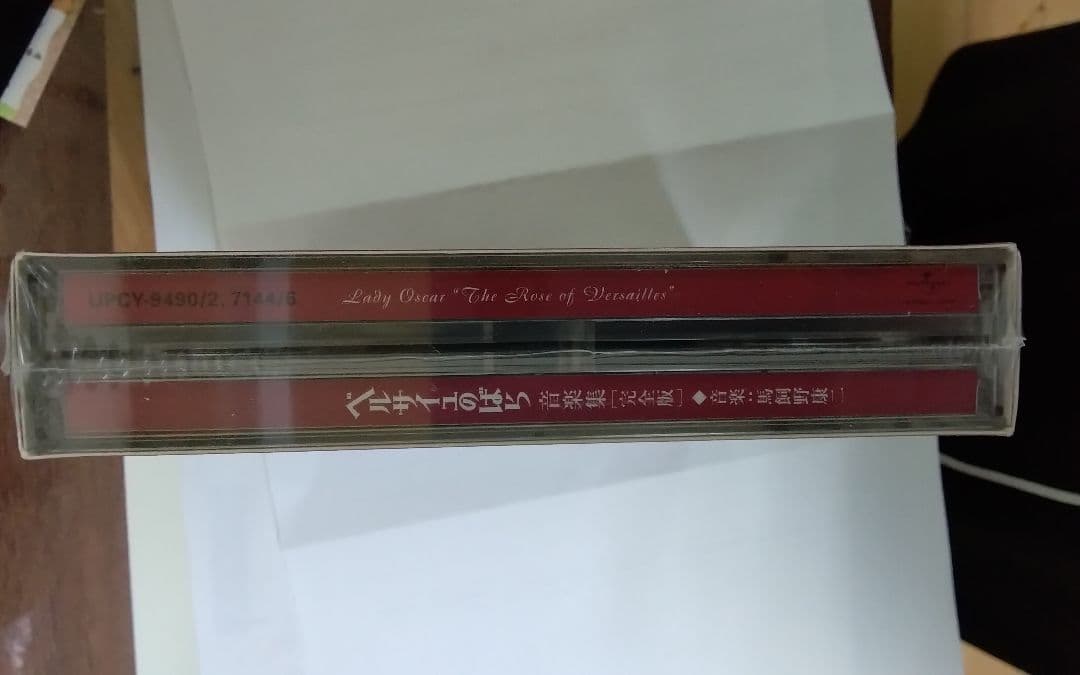 UPCY-9490/2, 7144/6 Lady Oscar "The Rose of Versailles"
ベルサイユのばら 音楽集[完全版]◆音楽:馬飼野康二